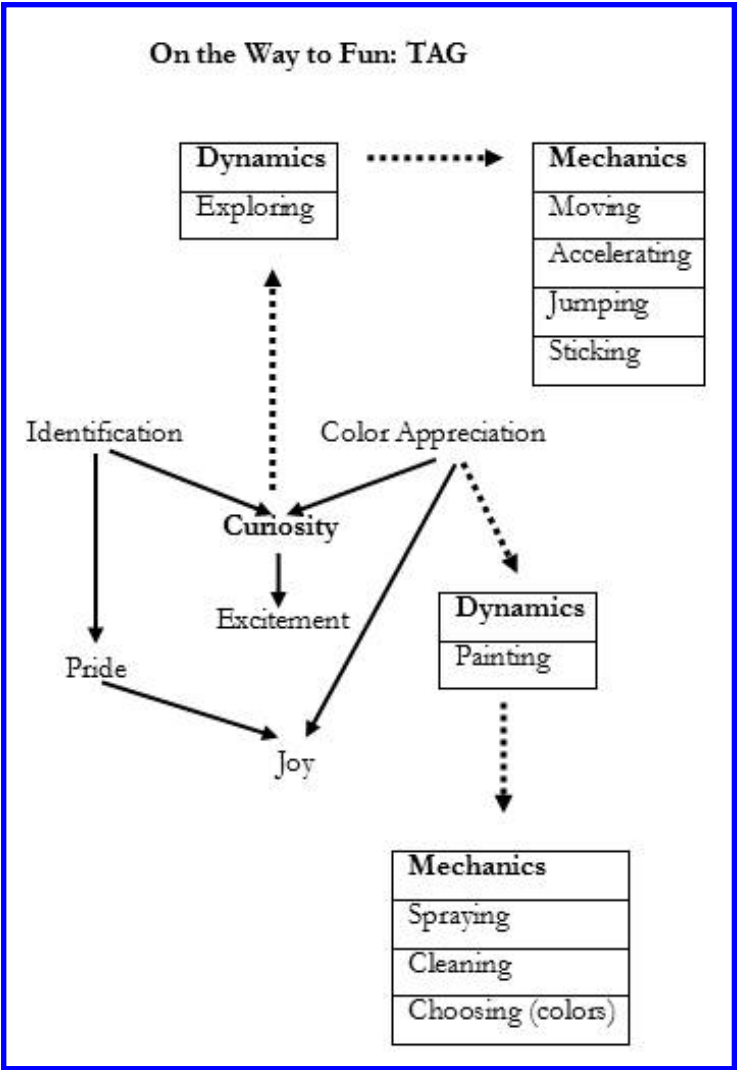 On the Way to Fun: TAG
Dynamics
Exploring
Mechanics
Moving
Accelerating
Jumping
Sticking
Identification
Color Appreciation
Curiosity
Excitement
Pride
Joy
Dynamics
Painting
Mechanics
Spraying
Cleaning
Choosing (colors)